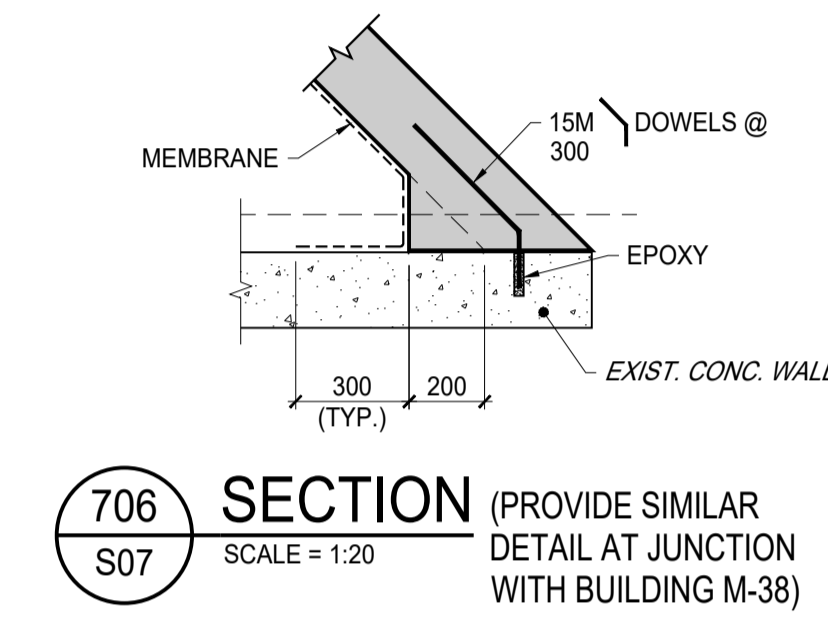 15M DOWELS @
300
MEMBRANE
EPOXY
EXIST. CONC. WALL
300 200
(TYP.)
706
S07
SECTION
SCALE = 1:20
(PROVIDE SIMILAR
DETAIL AT JUNCTION
WITH BUILDING M-38)